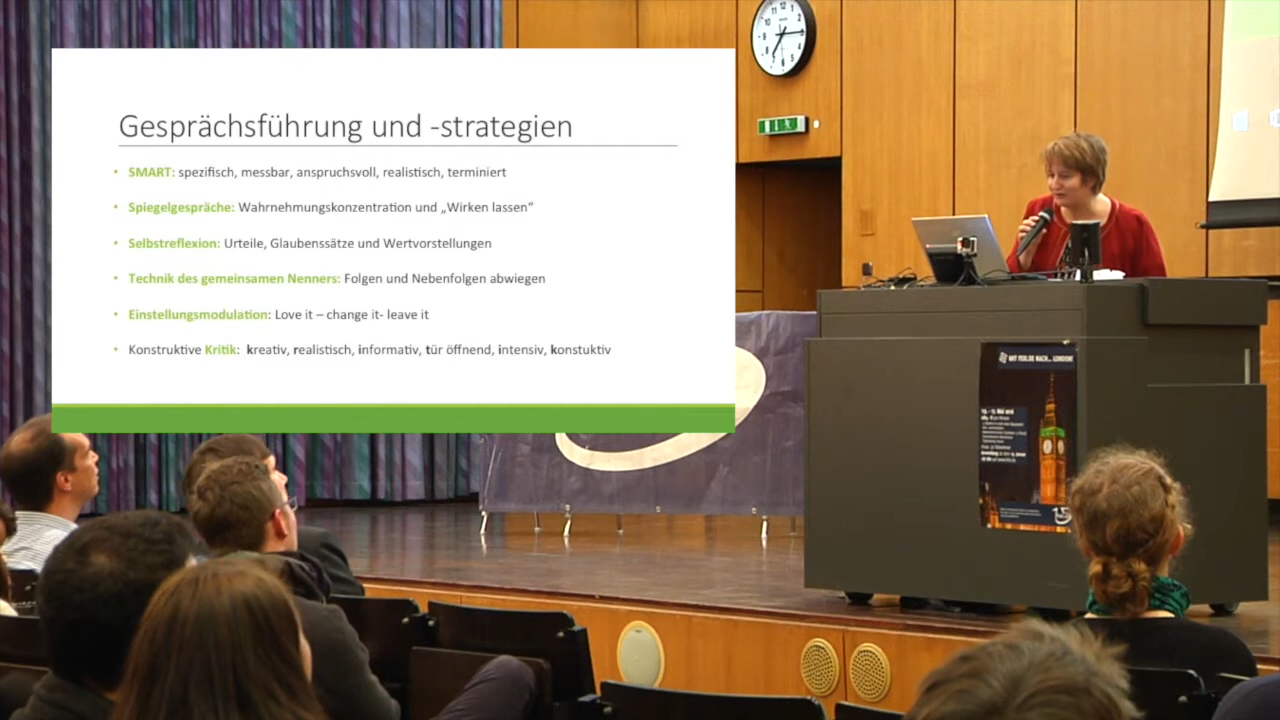 Gesprächsführung und -strategien
• SMART: spezifisch, messbar, anspruchsvoll, realistisch, terminiert
• Spiegelgespräche: Wahrnehmungskonzentration und „Wirken lassen“
• Selbstreflexion: Urteile, Glaubenssätze und Wertvorstellungen
• Technik des gemeinsamen Nenners: Folgen und Nebenfolgen abwiegen
• Einstellungsmodulation: Love it – change it- leave it
• Konstruktive Kritik: kreativ, realistisch, informativ, tür öffnend, intensiv, konstuktiv